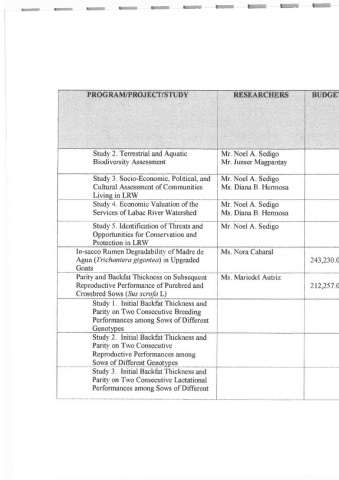 PROGRAM/PROJECT/STUDY RESEARCHERS BUDGET
Study 2. Terrestrial and Aquatic Mr. Noel A. Sedigo
Biodiversity Assessment Mr. Junser Magpantay
Study 3. Socio-Economic, Political, and Mr. Noel A. Sedigo
Cultural Assessment of Communities Ms. Diana B. Hermosa
Living in LRW
Study 4. Economic Valuation of the Mr. Noel A. Sedigo
Services of Labac River Watershed Ms. Diana B. Hermosa
Study 5. Identification of Threats and Mr. Noel A. Sedigo
Opportunities for Conservation and
Protection in LRW
In-sacco Rumen Degradability of Madre de Ms. Nora Cabaral
Agua (Trichantera gigantea) in Upgraded 243,230.0
Goats
Parity and Backfat Thickness on Subsequent Ms. Mariedel Autriz
Reproductive Performance of Purebred and 212,257.0
Crossbred Sows (Sus scrofa L)
Study 1. Initial Backfat Thickness and
Parity on Two Consecutive Breeding
Performances among Sows of Different
Genotypes
Study 2. Initial Backfat Thickness and
Parity on Two Consecutive
Reproductive Performances among
Sows of Different Genotypes
Study 3. Initial Backfat Thickness and
Parity on Two Consecutive Lactational
Performances among Sows of Different